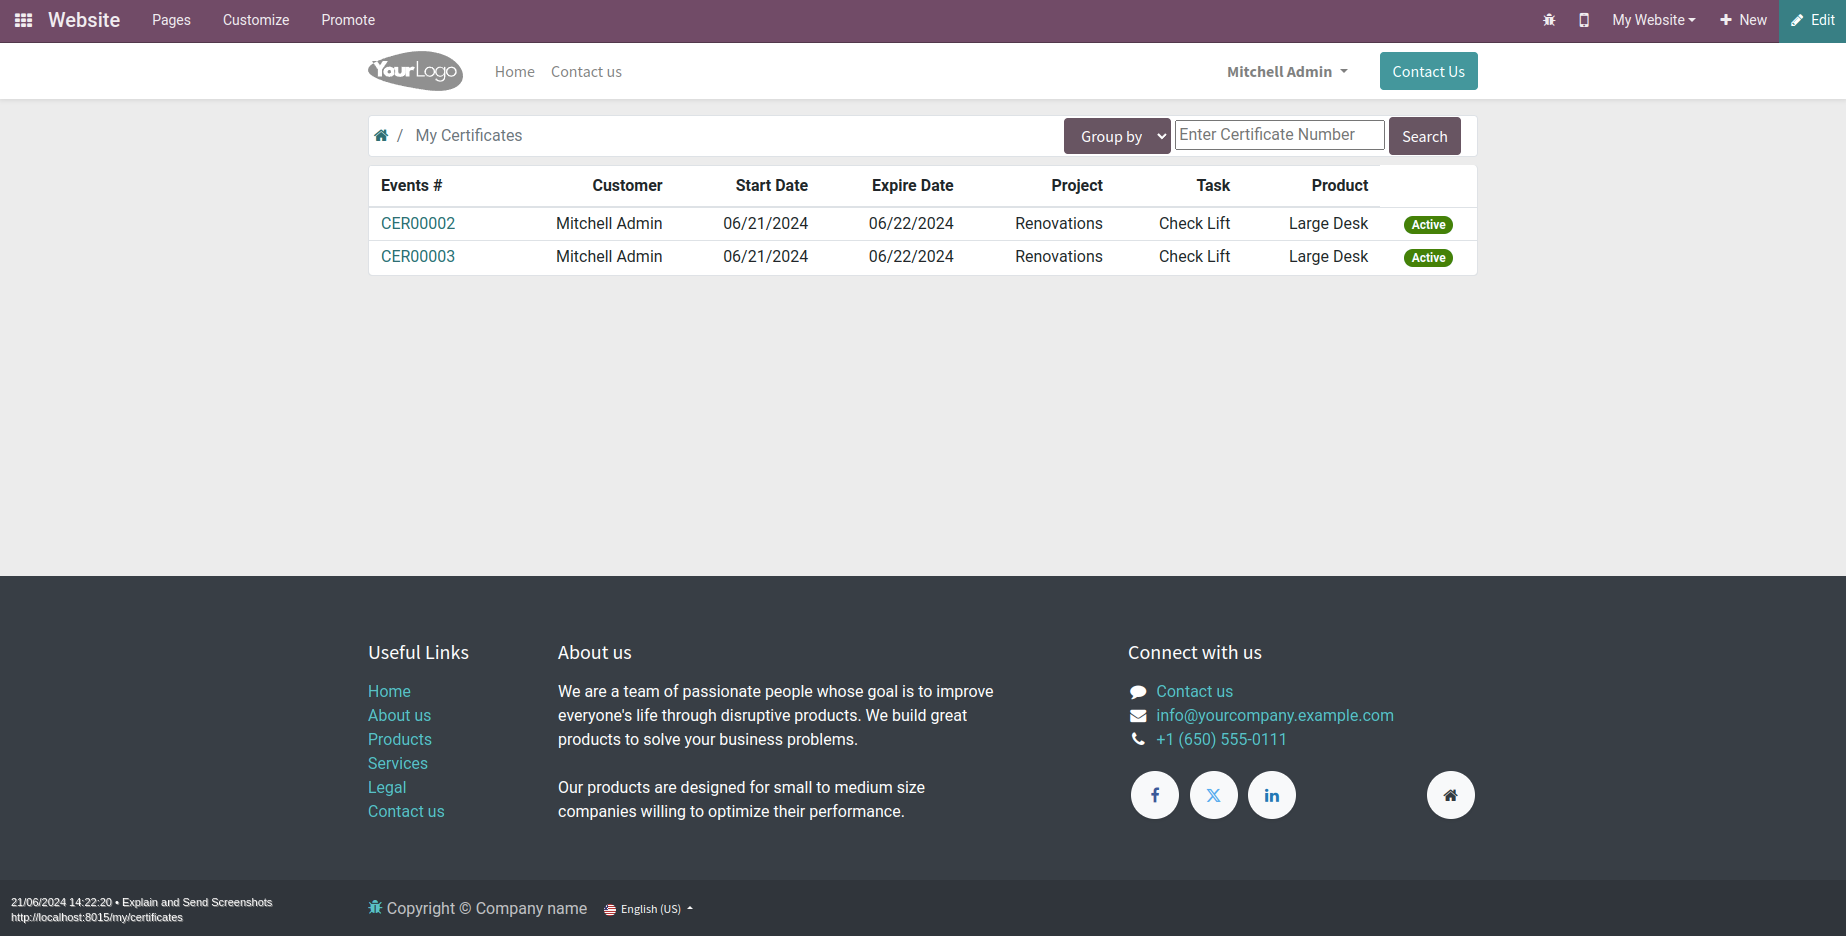 Website Pages Customize Promote My Website New Edit
YourLogo Home Contact us Mitchell Admin Contact Us
/ My Certificates Group by Enter Certificate Number Search
Events # Customer Start Date Expire Date Project Task Product
CER00002 Mitchell Admin 06/21/2024 06/22/2024 Renovations Check Lift Large Desk Active
CER00003 Mitchell Admin 06/21/2024 06/22/2024 Renovations Check Lift Large Desk Active
Useful Links
Home
About us
Products
Services
Legal
Contact us
About us
We are a team of passionate people whose goal is to improve
everyone's life through disruptive products. We build great
products to solve your business problems.
Our products are designed for small to medium size
companies willing to optimize their performance.
Connect with us
Contact us
info@yourcompany.example.com
+1 (650) 555-0111
21/06/2024 14:22:20 • Explain and Send Screenshots
http://localhost:8015/my/certificates
Copyright © Company name English (US)